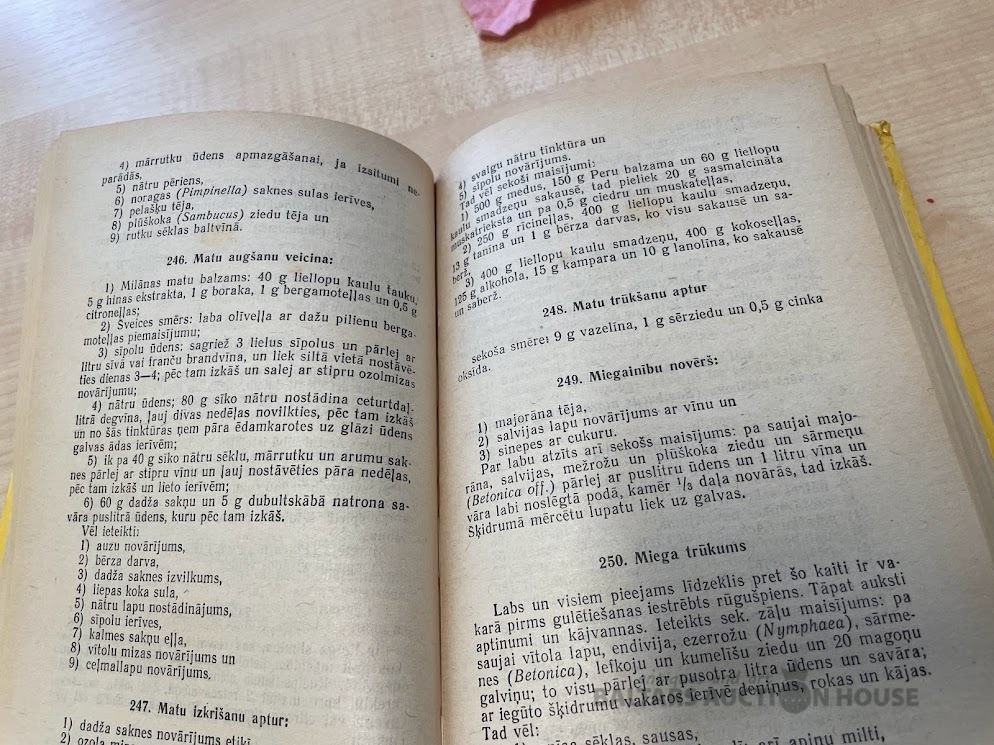 4) mārrutku ūdens apmazgāšanai, ja izsitumi ne-
parādās,
5) nātru pēriens,
6) noragas (Pimpinella) saknes sulas ierīves,
7) pelašķu tēja,
8) plūškoka (Sambucus) ziedu tēja un
9) rutku sēklas baltvīnā.
246. Matu augšanu veicina:
1) Milānas matu balzams: 40 g liellopu kaulu tauku,
5 g hinas ekstrakta, 1 g boraka, 1 g bergamoteļļas un 0,5 g
citroneļļas;
2) Šveices smērs: laba olīveļļa ar dažu pilienu berga-
moteļļas piemaisījumu;
3) sīpolu ūdens: sagriež 3 lielus sīpolus un pārlej ar
litru sīvā vai franču brandvīna, un liek siltā vietā nostāvē-
ties dienas 3—4; pēc tam izkāš un salej ar stipru ozolmizas
novārījumu;
4) nātru ūdens; 80 g sīko nātru nostādina ceturtdaļ-
litrā degvīna, ļauj divas nedēļas novilkties, pēc tam izkāš
un no šās tinktūras ņem pāra ēdamkarotes uz glāzi ūdens
galvas ādas ierīvēm;
5) ik pa 40 g sīko nātru sēklu, mārrutku un arumu sak-
nes pārlej ar stipru vīnu un ļauj nostāvēties pāra nedēļas,
pēc tam izkāš un lieto ierīvēm;
6) 60 g dadža sakņu un 5 g dubultskābā natrona sa-
vāra puslitrā ūdens, kuru pēc tam izkāš.
Vēl ieteikti:
1) auzu novārījums,
2) bērza darva,
3) dadža saknes izvilkums,
4) liepas koka sula,
5) nātru lapu nostādinājums,
6) sīpolu ierīves,
7) kalmes sakņu eļļa,
8) vītolu mizas novārījums un
9) ceļmallapu novārījums.
247. Matu izkrišanu aptur:
1) dadža saknes novārījums etiķī
2) ozola
4) svaigu nātru tinktūra un
5) sīpolu novārījums.
Tad vēl sekoši maisījumi:
1) 500 g medus, 150 g Peru balzama un 60 g liellopu
kaulu smadzeņu sakausē, tad pieliek 20 g sasmalcināta
muskatrieksta un pa 0,5 g ciedru un muskateļļas,
2) 250 g rīcineļļas, 400 g liellopu kaulu smadzeņu,
13 g tanīna un 1 g bērza darvas, ko visu sakausē un sa-
berž,
3) 400 g liellopu kaulu smadzeņu, 400 g kokoseļļas,
125 g alkohola, 15 g kampara un 10 g lanolīna, ko sakausē
un saberž.
248. Matu trūkšanu aptur
sekoša smēre: 9 g vazelīna, 1 g sērziedu un 0,5 g cinka
oksida.
249. Miegainību novērš:
1) majorāna tēja,
2) salvijas lapu novārījums ar vīnu un
3) sinepes ar cukuru.
Par labu atzīts arī sekošs maisījums: pa saujai majo-
rāna, salvijas, mežrožu un plūškoka ziedu un sārmeņu
(Betonica off.) pārlej ar puslitru ūdens un 1 litru vīna un
vāra labi noslēgtā podā, kamēr ⅓ daļa novārās, tad izkāš.
Šķidrumā mērcētu lupatu liek uz galvas.
250. Miega trūkums
Labs un visiem pieejams līdzeklis pret šo kaiti ir va-
karā pirms gulētiešanas iestrēbts rūgušpiens. Tāpat auksti
aptinumi un kājvannas. Ieteikts sek. zāļu maisījums: pa
saujai vītola lapu, endivija, ezerrožu (Nymphaea), sārme-
nes (Betonica), lefkoju un kumelīšu ziedu un 20 magoņu
galviņu; to visu pārlej ar pusotra litra ūdens un savāra;
ar iegūto šķidrumu vakaros ierīvē deniņus, rokas un kājas.
Tad vēl:
sēklas, sausas,
arī apiņu milti,
BALTARS AUCTION HOUSE